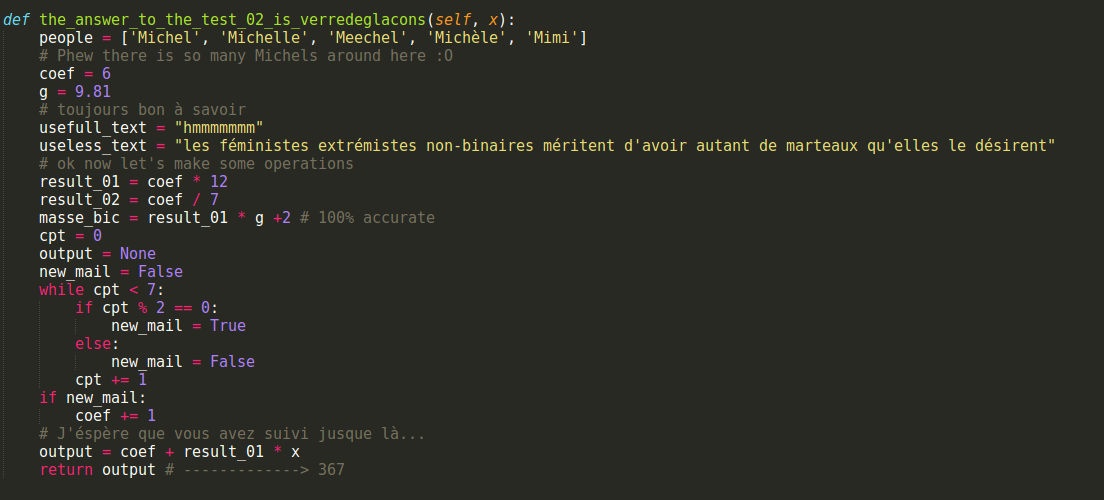 def the_answer_to_the_test_02_is_verredeglacons(self, x):
    people = ['Michel', 'Michelle', 'Meechel', 'Michèle', 'Mimi']
    # Phew there is so many Michels around here :O
    coef = 6
    g = 9.81
    # toujours bon à savoir
    usefull_text = "hmmmmmmm"
    useless_text = "les féministes extrémistes non-binaires méritent d'avoir autant de marteaux qu'elles le désirent"
    # ok now let's make some operations
    result_01 = coef * 12
    result_02 = coef / 7
    masse_bic = result_01 * g +2 # 100% accurate
    cpt = 0
    output = None
    new_mail = False
    while cpt < 7:
        if cpt % 2 == 0:
            new_mail = True
        else:
            new_mail = False
        cpt += 1
    if new_mail:
        coef += 1
    # J'éspère que vous avez suivi jusque là...
    output = coef + result_01 * x
    return output # -------------> 367